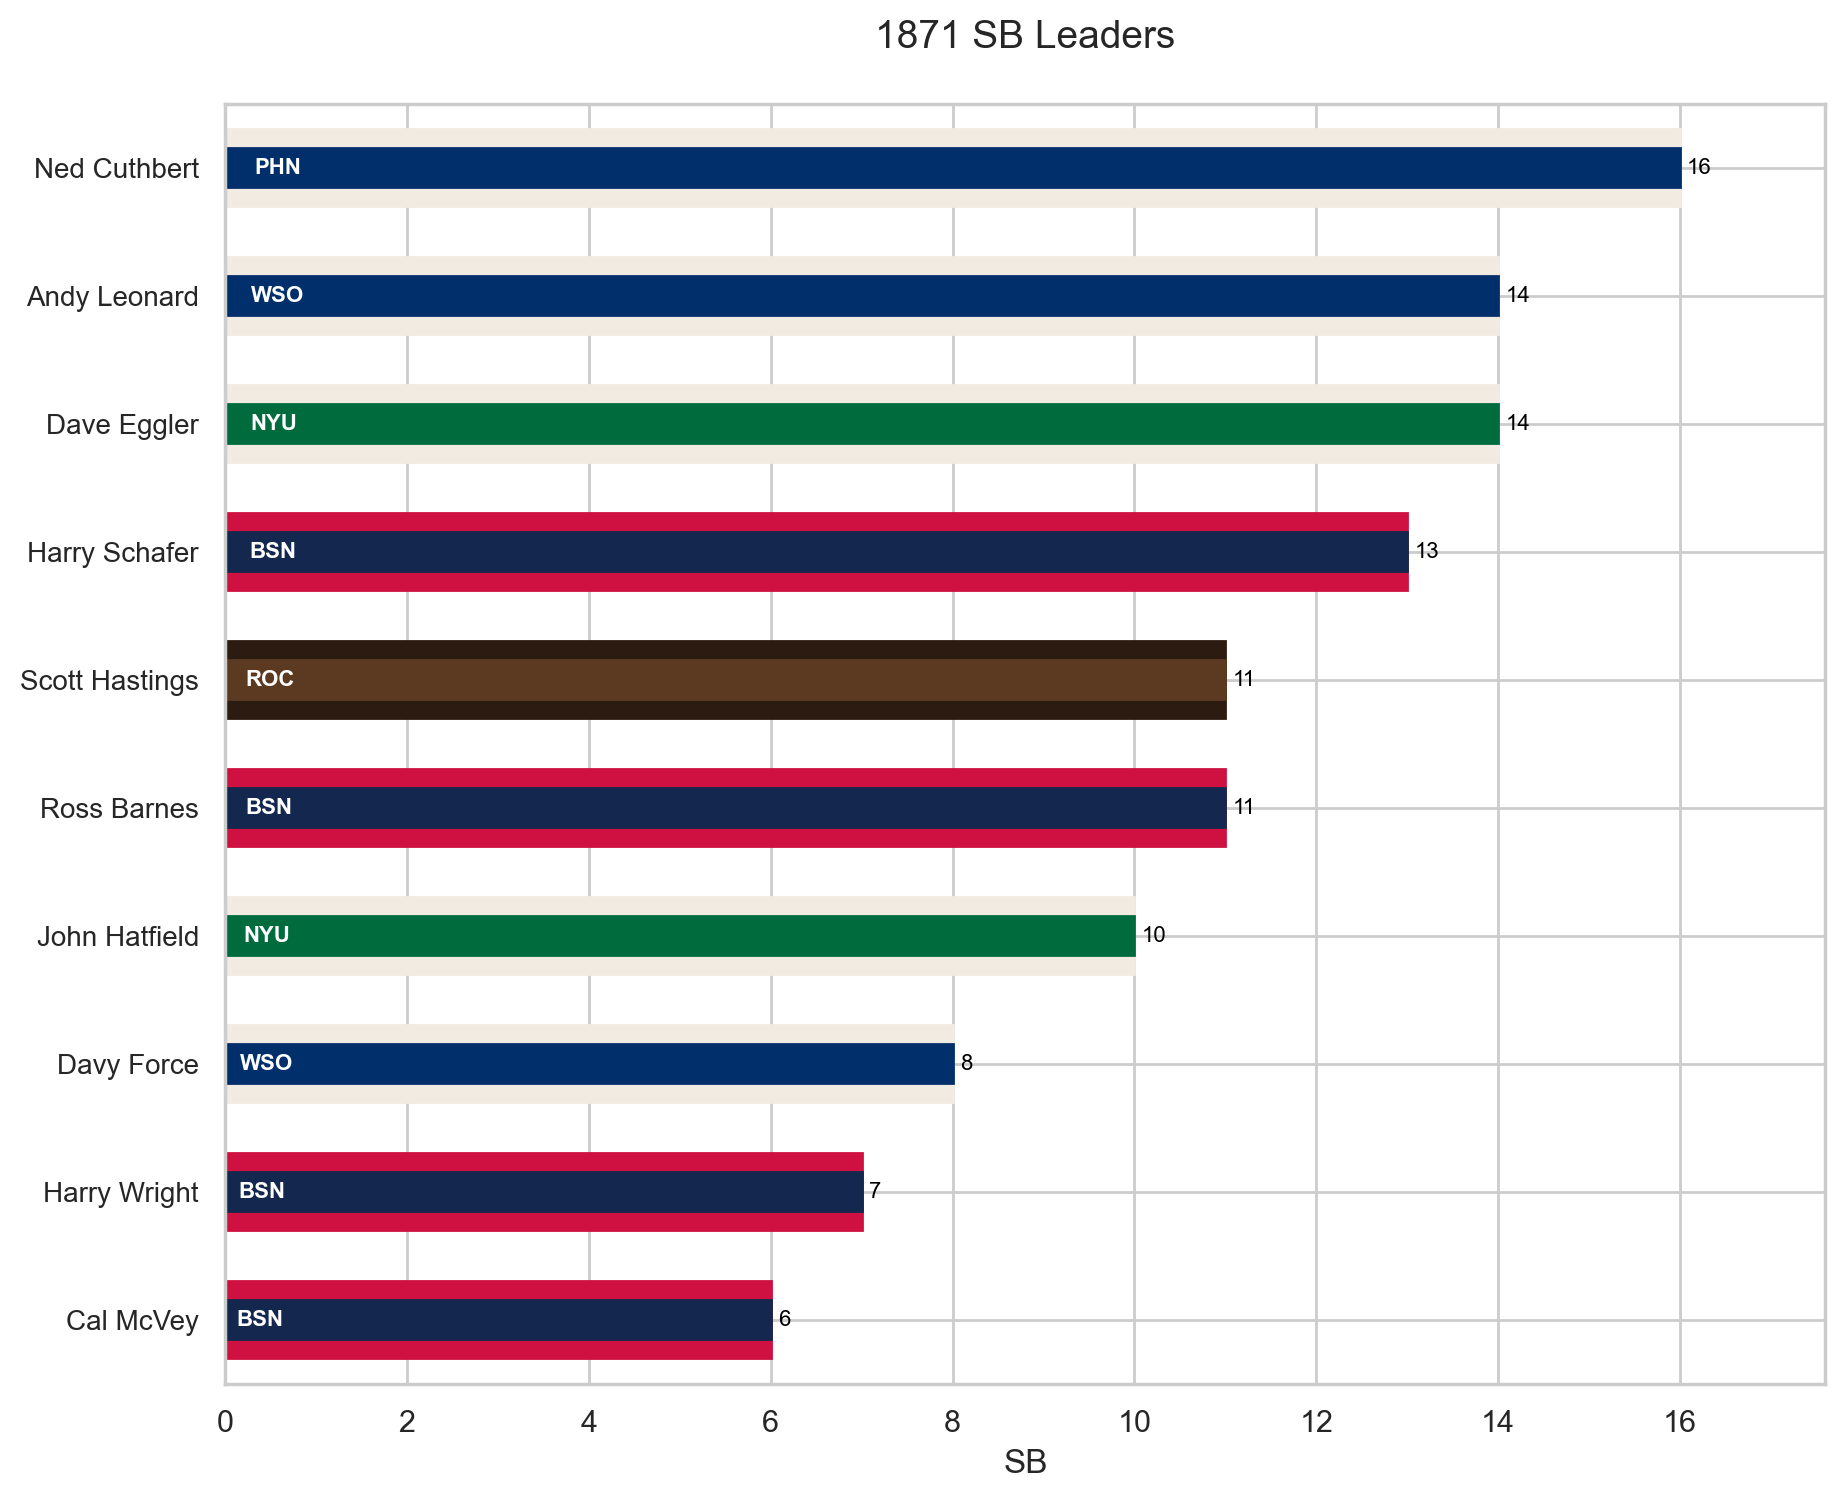 1871 SB Leaders
Ned Cuthbert PHN 16
Andy Leonard WSO 14
Dave Eggler NYU 14
Harry Schafer BSN 13
Scott Hastings ROC 11
Ross Barnes BSN 11
John Hatfield NYU 10
Davy Force WSO 8
Harry Wright BSN 7
Cal McVey BSN 6
0 2 4 6 8 10 12 14 16
SB